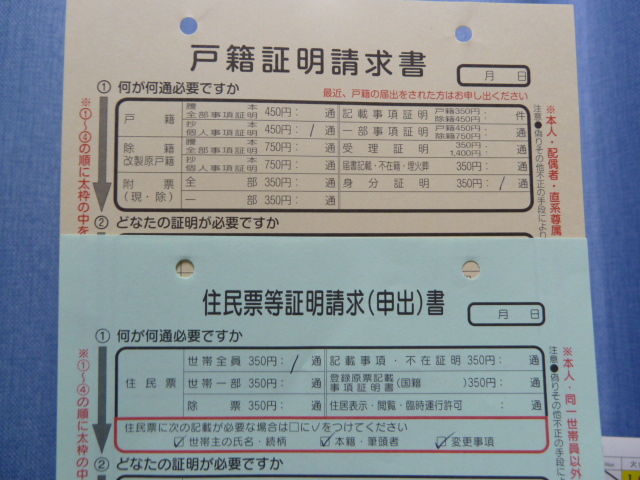 戸籍証明請求書
月 日
① 何が何通必要ですか
最近、戸籍の届出をされた方はお申し出ください
戸籍 謄本 全部事項証明 450円: 通 記載事項証明 戸籍350円・除籍450円・ 件
抄本 個人事項証明 450円: / 通 一部事項証明 戸籍450円・除籍750円・ 通
除籍 改製原戸籍 謄本 全部事項証明 750円: 通 受理証明 350円・1,400円・ 通
抄本 個人事項証明 750円: 通 届書記載・不在籍・埋火葬 350円: 通
附票 (現・除) 全部 350円: 通 身分証明 350円: / 通
一部 350円: 通
② どなたの証明が必要ですか
※①〜④の順に太枠の中を
※本人・配偶者・直系尊属
注意●偽りその他不正の手段により
住民票等証明請求(申出)書
月 日
① 何が何通必要ですか
住民票 世帯全員 350円: / 通 記載事項・不在証明 350円: 通
世帯一部 350円: 通 登録原票記載事項証明書(国籍 )350円: 通
除票 350円: 通 住居表示・閲覧・臨時運行許可 : 通
住民票に次の記載が必要な場合は□に✓をつけてください
☑世帯主の氏名・続柄 ☑本籍・筆頭者 ☑変更事項
② どなたの証明が必要ですか
※①〜④の順に太枠の中
※本人・同一世帯員以外
注意●偽りその他不正の手段